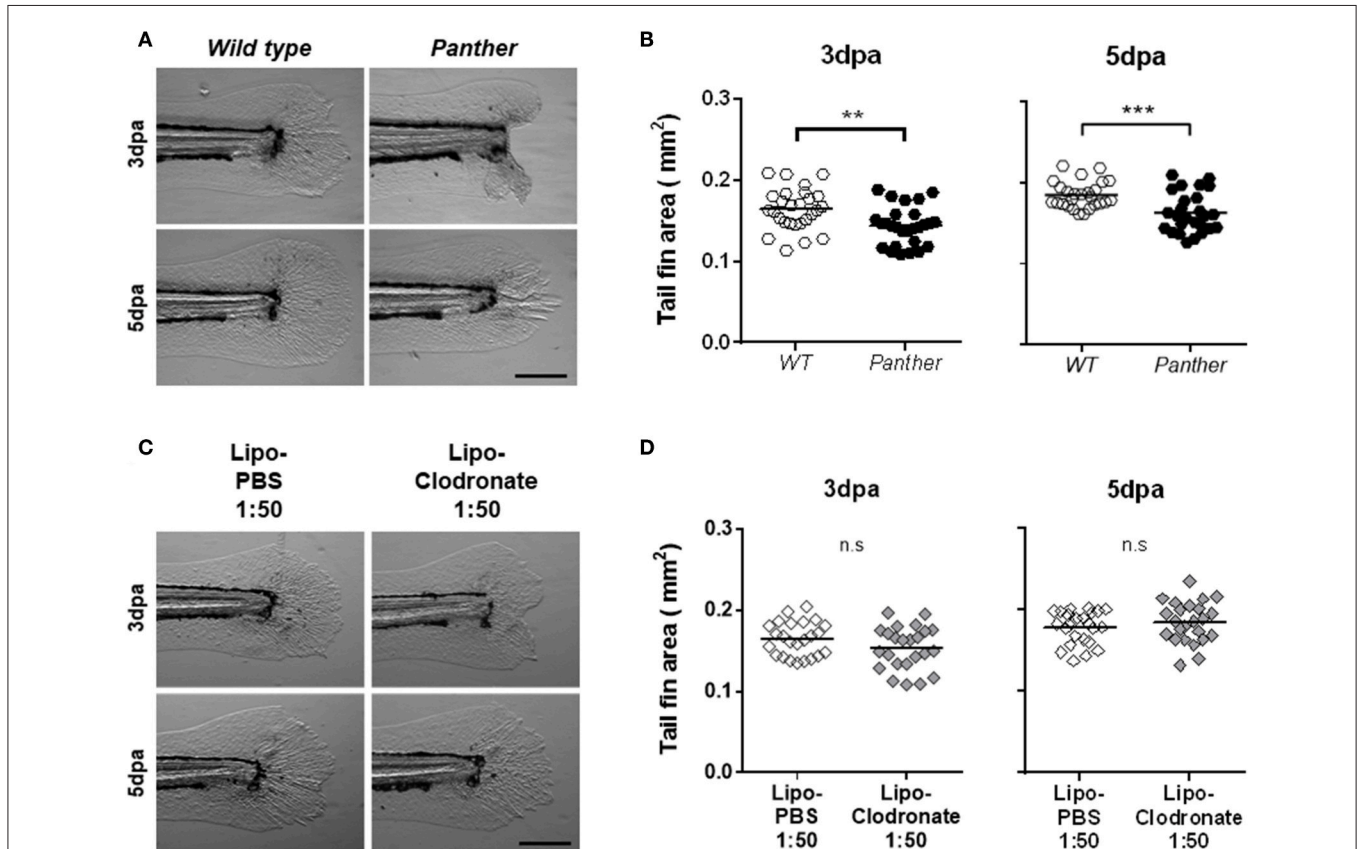 A
Wild type
Panther
3dpa
5dpa
B
3dpa
5dpa
Tail fin area ( mm²)
0.3
0.2
0.1
0.0
**
***
WT
Panther
WT
Panther
C
Lipo-
PBS
1:50
Lipo-
Clodronate
1:50
3dpa
5dpa
D
3dpa
5dpa
Tail fin area ( mm²)
0.3
0.2
0.1
0.0
n.s
n.s
Lipo-
PBS
1:50
Lipo-
Clodronate
1:50
Lipo-
PBS
1:50
Lipo-
Clodronate
1:50